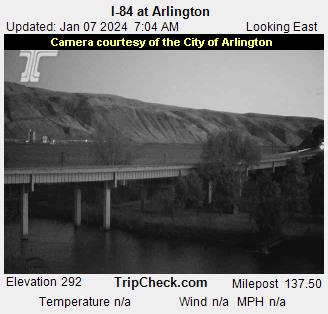 I-84 at Arlington
Updated: Jan 07 2024 7:04 AM Looking East
Camera courtesy of the City of Arlington
Elevation 292 TripCheck.com Milepost 137.50
Temperature n/a Wind n/a MPH n/a